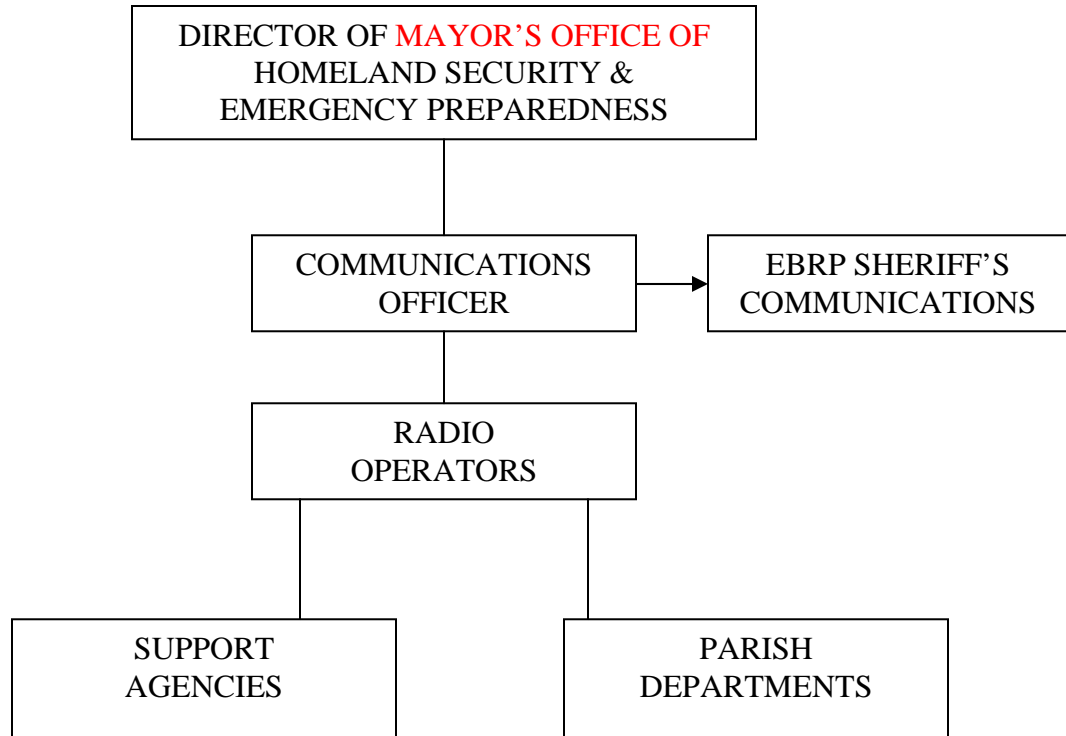 DIRECTOR OF MAYOR’S OFFICE OF
HOMELAND SECURITY &
EMERGENCY PREPAREDNESS
COMMUNICATIONS
OFFICER
EBRP SHERIFF’S
COMMUNICATIONS
RADIO
OPERATORS
SUPPORT
AGENCIES
PARISH
DEPARTMENTS